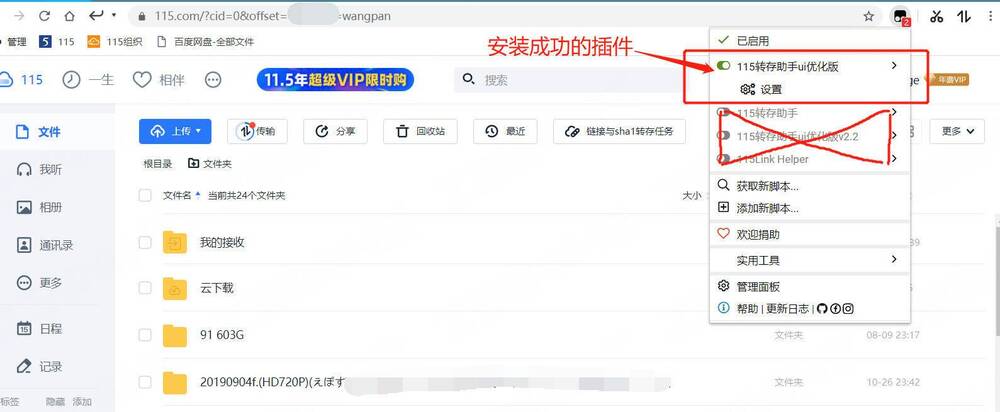 115.com/?cid=0&offset= =wangpan
2
管理 5 115 115组织 百度网盘-全部文件
安装成功的插件
已启用
115转存助手ui优化版
设置
115转存助手
115转存助手ui优化版v2.2
115Link Helper
获取新脚本...
添加新脚本...
欢迎捐助
实用工具
管理面板
帮助 | 更新日志 |
115 一生 相伴 11.5年超级VIP限时购 搜索 年费VIP
文件 上传 传输 分享 回收站 最近 链接与sha1转存任务 更多
根目录 文件夹
我听 文件名 当前共24个文件夹 大小
相册 我的接收
通讯录
更多 云下载
日程 91 603G 文件夹 08-09 23:17
记录 20190904f.(HD720P)(えぽす 文件夹 10-26 23:42
标签 隐藏 添加